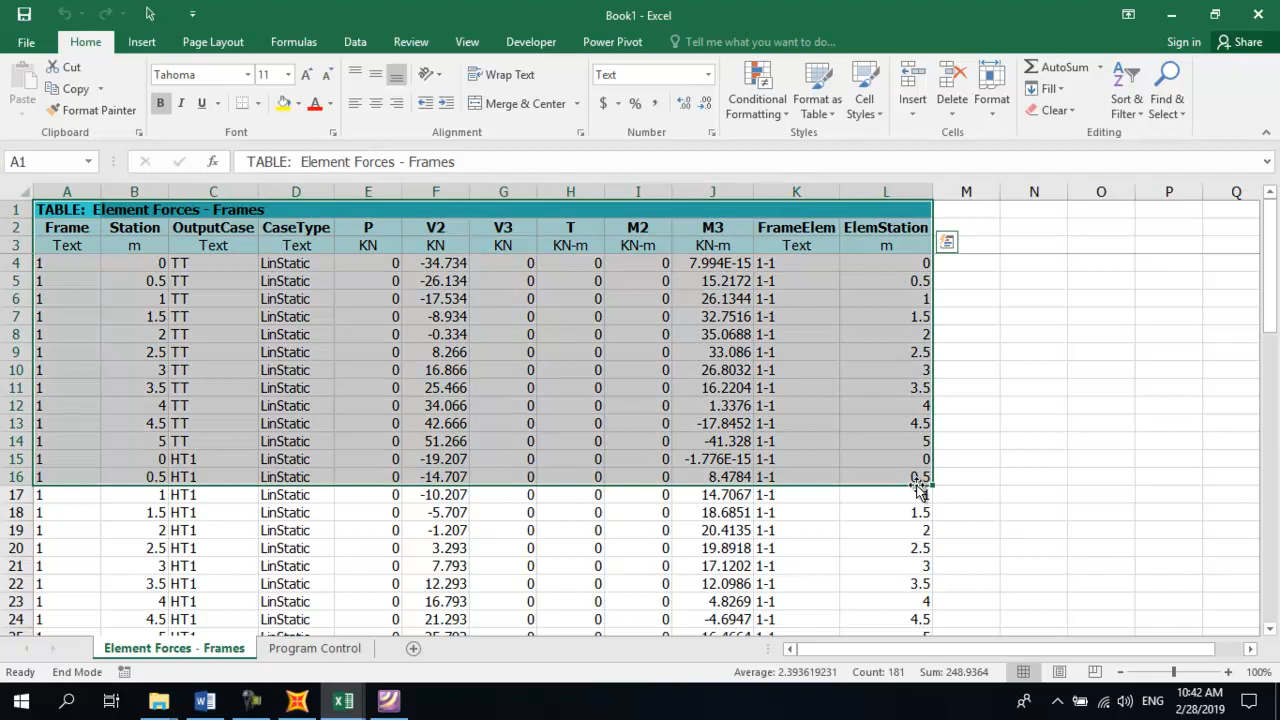 Book1 - Excel
File Home Insert Page Layout Formulas Data Review View Developer Power Pivot Tell me what you want to do... Sign in Share
Paste Cut Copy Format Painter Clipboard
Tahoma 11 B I U A Font
Wrap Text Merge & Center Alignment
Text $ % , Number
Conditional Formatting Format as Table Cell Styles Styles
Insert Delete Format Cells
AutoSum Fill Clear Sort & Filter Find & Select Editing
A1 fx TABLE: Element Forces - Frames
A B C D E F G H I J K L M N O P Q
1 TABLE: Element Forces - Frames
2 Frame Station OutputCase CaseType P V2 V3 T M2 M3 FrameElem ElemStation
3 Text m Text Text KN KN KN KN-m KN-m KN-m Text m
4 1 0 TT LinStatic 0 -34.734 0 0 0 7.994E-15 1-1 0
5 1 0.5 TT LinStatic 0 -26.134 0 0 0 15.2172 1-1 0.5
6 1 1 TT LinStatic 0 -17.534 0 0 0 26.1344 1-1 1
7 1 1.5 TT LinStatic 0 -8.934 0 0 0 32.7516 1-1 1.5
8 1 2 TT LinStatic 0 -0.334 0 0 0 35.0688 1-1 2
9 1 2.5 TT LinStatic 0 8.266 0 0 0 33.086 1-1 2.5
10 1 3 TT LinStatic 0 16.866 0 0 0 26.8032 1-1 3
11 1 3.5 TT LinStatic 0 25.466 0 0 0 16.2204 1-1 3.5
12 1 4 TT LinStatic 0 34.066 0 0 0 1.3376 1-1 4
13 1 4.5 TT LinStatic 0 42.666 0 0 0 -17.8452 1-1 4.5
14 1 5 TT LinStatic 0 51.266 0 0 0 -41.328 1-1 5
15 1 0 HT1 LinStatic 0 -19.207 0 0 0 -1.776E-15 1-1 0
16 1 0.5 HT1 LinStatic 0 -14.707 0 0 0 8.4784 1-1 0.5
17 1 1 HT1 LinStatic 0 -10.207 0 0 0 14.7067 1-1 1
18 1 1.5 HT1 LinStatic 0 -5.707 0 0 0 18.6851 1-1 1.5
19 1 2 HT1 LinStatic 0 -1.207 0 0 0 20.4135 1-1 2
20 1 2.5 HT1 LinStatic 0 3.293 0 0 0 19.8918 1-1 2.5
21 1 3 HT1 LinStatic 0 7.793 0 0 0 17.1202 1-1 3
22 1 3.5 HT1 LinStatic 0 12.293 0 0 0 12.0986 1-1 3.5
23 1 4 HT1 LinStatic 0 16.793 0 0 0 4.8269 1-1 4
24 1 4.5 HT1 LinStatic 0 21.293 0 0 0 -4.6947 1-1 4.5
Element Forces - Frames Program Control
Ready End Mode Average: 2.393619231 Count: 181 Sum: 248.9364 100%
ENG 10:42 AM
2/28/2019